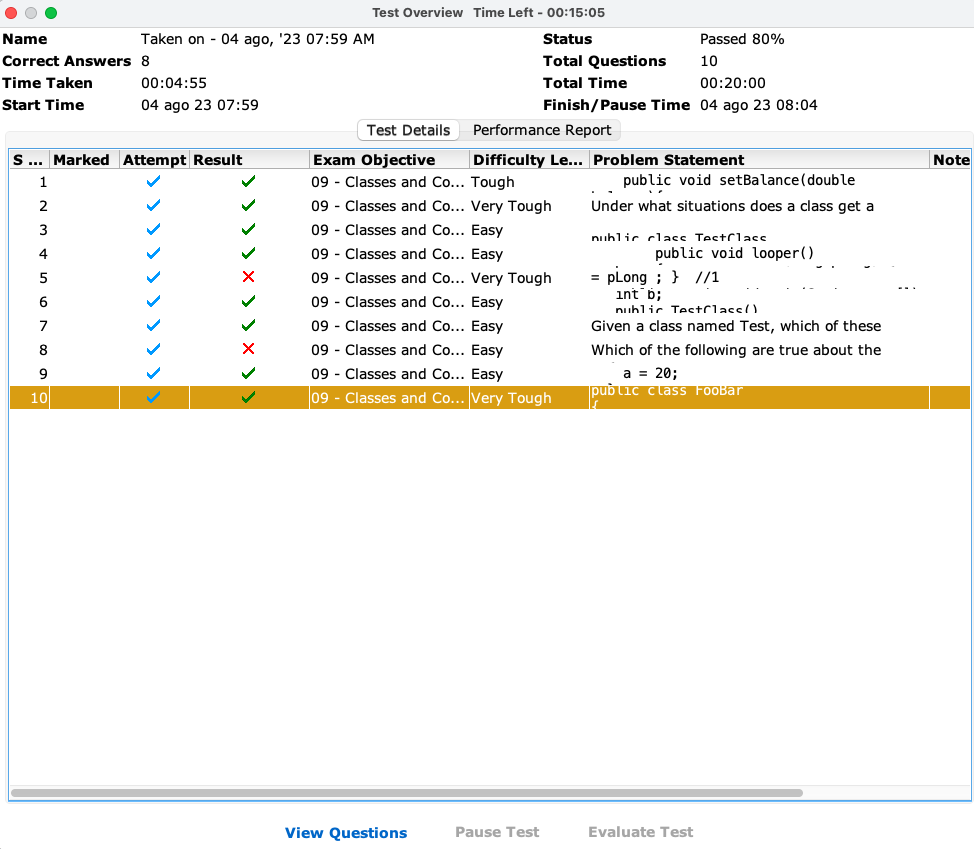 Test Overview Time Left - 00:15:05
Name Taken on - 04 ago, '23 07:59 AM Status Passed 80%
Correct Answers 8 Total Questions 10
Time Taken 00:04:55 Total Time 00:20:00
Start Time 04 ago 23 07:59 Finish/Pause Time 04 ago 23 08:04
Test Details Performance Report
S ... Marked Attempt Result Exam Objective Difficulty Le... Problem Statement Note
1 09 - Classes and Co... Tough public void setBalance(double
2 09 - Classes and Co... Very Tough Under what situations does a class get a
3 09 - Classes and Co... Easy public class TestClass
4 09 - Classes and Co... Easy public void looper()
5 09 - Classes and Co... Very Tough = pLong ; } //1
6 09 - Classes and Co... Easy int b;
public TestClass()
7 09 - Classes and Co... Easy Given a class named Test, which of these
8 09 - Classes and Co... Easy Which of the following are true about the
9 09 - Classes and Co... Easy a = 20;
10 09 - Classes and Co... Very Tough public class FooBar
{
View Questions Pause Test Evaluate Test